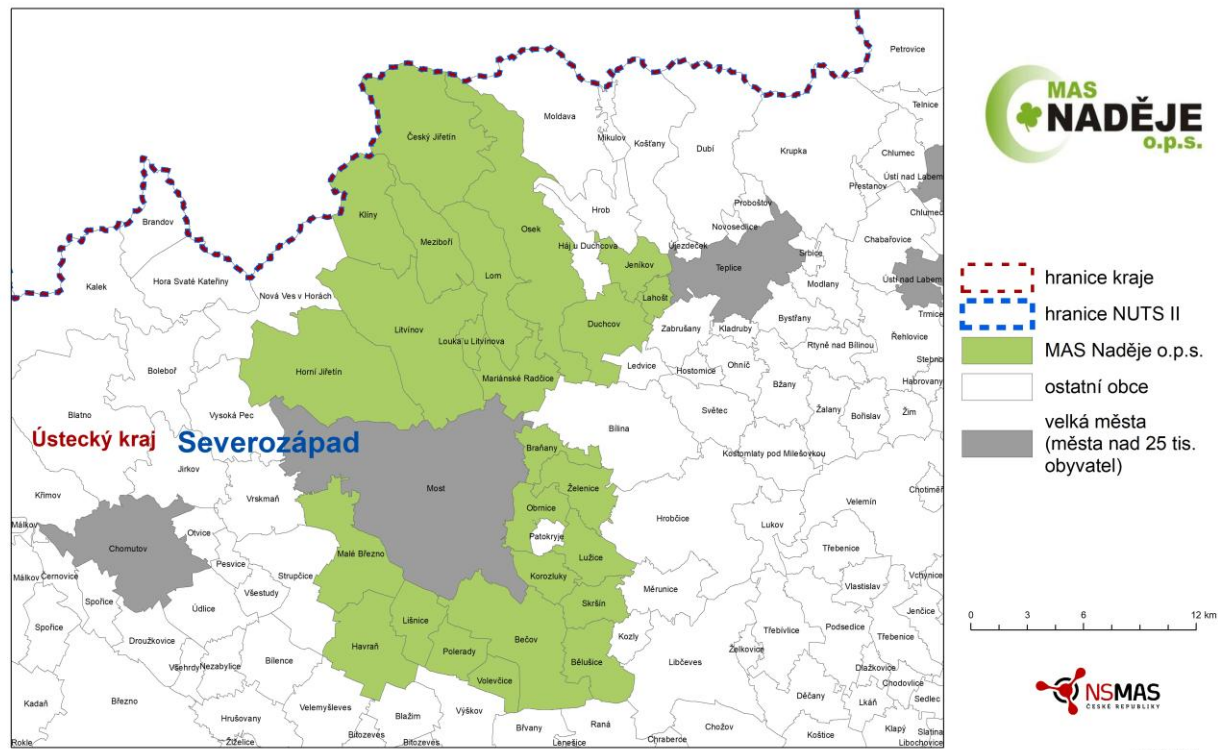 Petrovice
Telnice
Moldava
Mikulov
Košťany
Dubí
Krupka
Chlumec
Český Jiřetín
Ústí nad Labem
Přestanov
Proboštov
Chlumec
Klíny
Hrob
Brandov
Osek
Novosedlice
Meziboří
Háj u Duchcova
Újezdeček
Chabařovice
Srbice
Jeníkov
Teplice
Kalek
Hora Svaté Kateřiny
Lom
Ústí nad Labem
Modlany
Nová Ves v Horách
Lahošť
Trmice
Bystřany
Duchcov
Litvínov
Zabrušany
Kladruby
Řehlovice
Louka u Litvínova
Rtyně nad Bílinou
Stebno
Boleboř
Horní Jiřetín
Mariánské Radčice
Ledvice
Ohníč
Hostomice
Bžany
Habrovany
Blatno
Vysoká Pec
Světec
Žalany
Bořislav
Žim
Ústecký kraj
Severozápad
Bílina
Braňany
Kostomlaty pod Milešovkou
Jirkov
Želenice
Most
Křimov
Vrskmaň
Chotiměř
Velemín
Obrnice
Hrobčice
Málkov
Lukov
Otvice
Patokryje
Chomutov
Třebenice
Malé Březno
Lužice
Pesvice
Málkov
Černovice
Strupčice
Korozluky
Vchynice
Měrunice
Vlastislav
Všestudy
Spořice
Skršín
Údlice
Jenčice
Lišnice
Spořice
Třebívlice
Podsedice
Droužkovice
Kozly
Bečov
Třebenice
Havraň
Polerady
Želkovice
Bílence
Bělušice
Libčeves
Všehrdy
Nezabylice
Dlažkovice
Volevčice
Chodovlice
Děčany
Lkáň
Sedlec
Kadaň
Březno
Velemyšleves
Výškov
Blažim
Hrušovany
Raná
Břvany
Chožov
Klapý
Slatina
Koštice
Rokle
Žiželice
Bitozeves
Bitozeves
Lenešice
Chraberce
Libochovice
MAS
NADĚJE
o.p.s.
hranice kraje
hranice NUTS II
MAS Naděje o.p.s.
ostatní obce
velká města
(města nad 25 tis.
obyvatel)
0 3 6 12 km
NSMAS
ČESKÉ REPUBLIKY